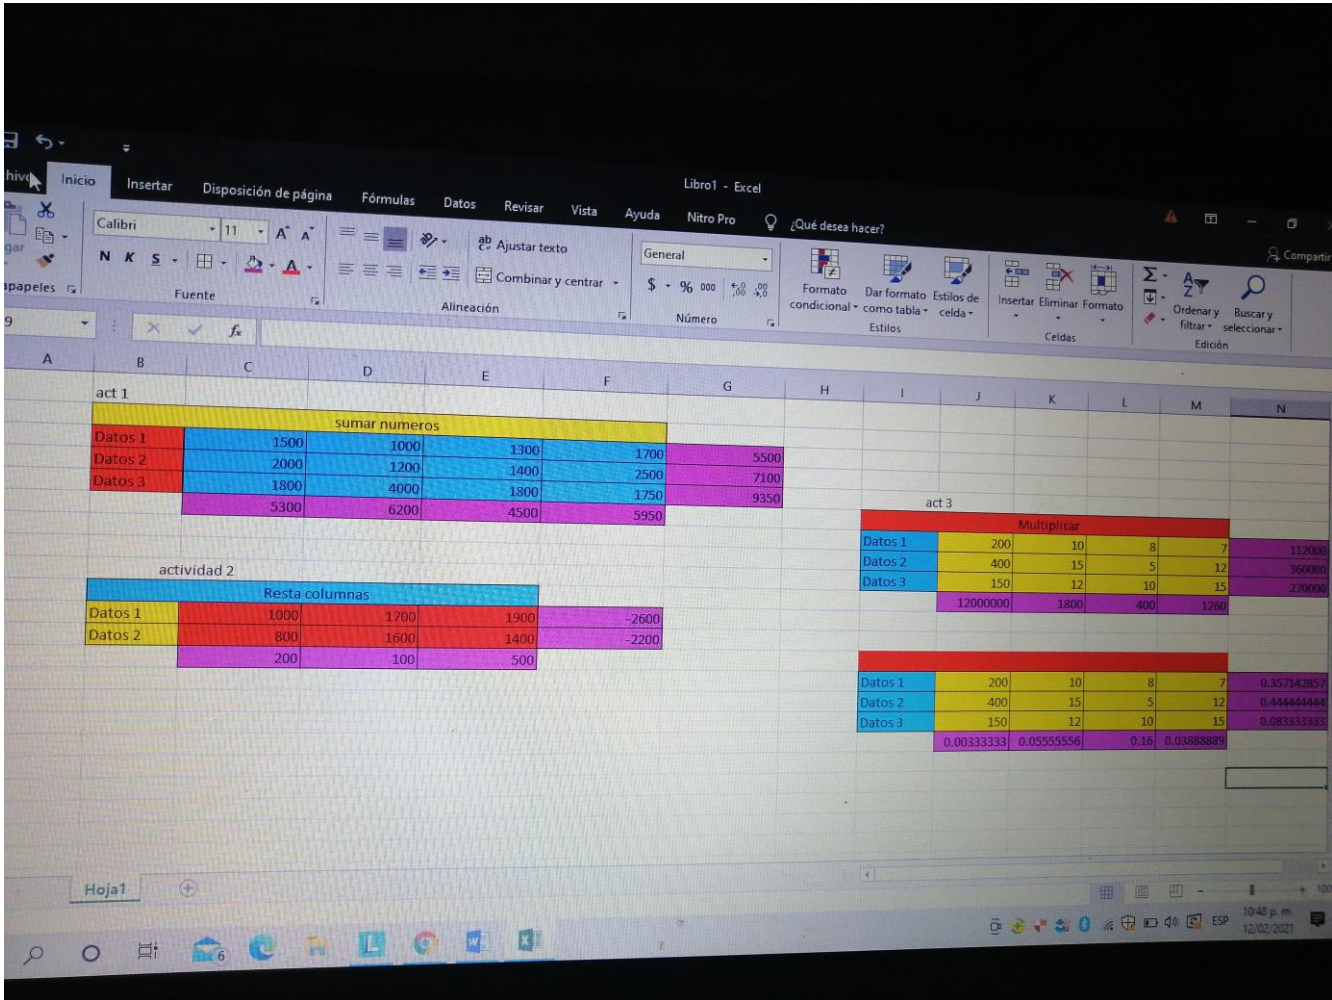 Libro1 - Excel
Inicio Insertar Disposición de página Fórmulas Datos Revisar Vista Ayuda Nitro Pro ¿Qué desea hacer?
Compartir
Calibri 11
N K S
Fuente
Ajustar texto
Combinar y centrar
Alineación
General
$ % 000
Número
Formato condicional
Dar formato como tabla
Estilos de celda
Estilos
Insertar Eliminar Formato
Celdas
Ordenar y filtrar
Buscar y seleccionar
Edición
fx
A B C D E F G H I J K L M N
act 1
sumar numeros
Datos 1 1500 1000 1300 1700 5500
Datos 2 2000 1200 1400 2500 7100
Datos 3 1800 4000 1800 1750 9350
5300 6200 4500 5950
actividad 2
Resta columnas
Datos 1 1000 1700 1900 -2600
Datos 2 800 1600 1400 -2200
200 100 500
act 3
Multiplicar
Datos 1 200 10 8 7 112000
Datos 2 400 15 5 12 360000
Datos 3 150 12 10 15 270000
12000000 1800 400 1260
Datos 1 200 10 8 7 0.357142857
Datos 2 400 15 5 12 0.444444444
Datos 3 150 12 10 15 0.083333333
0.00333333 0.05555556 0.16 0.03888889
Hoja1
100
6
ESP
10:48 p. m.
12/02/2021